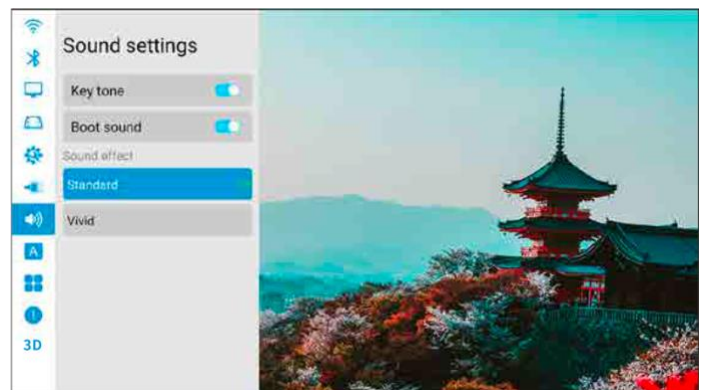 Sound settings
Key tone
Boot sound
Sound effect
Standard
Vivid
A
3D